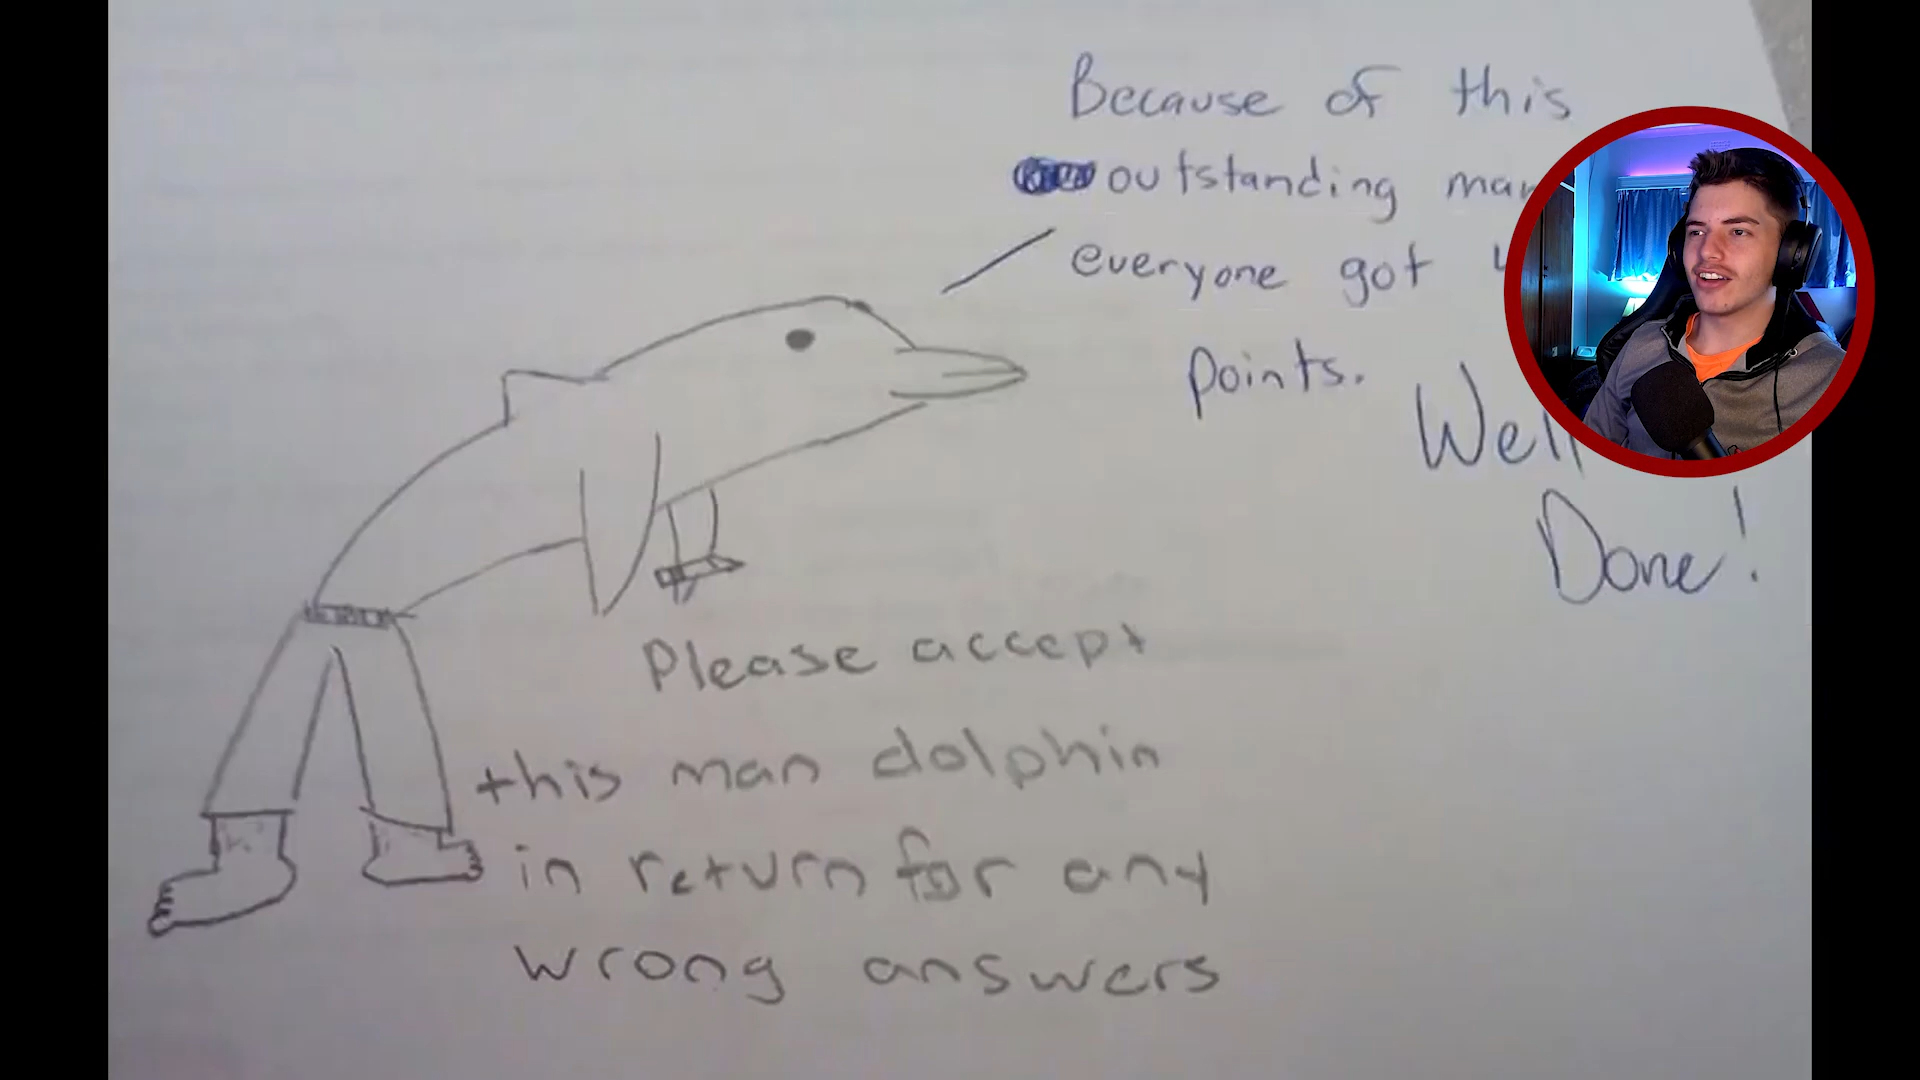 Because of this
outstanding
everyone got
points.
Well
Done!
Please accept
this man dolphin
in return for any
wrong answers